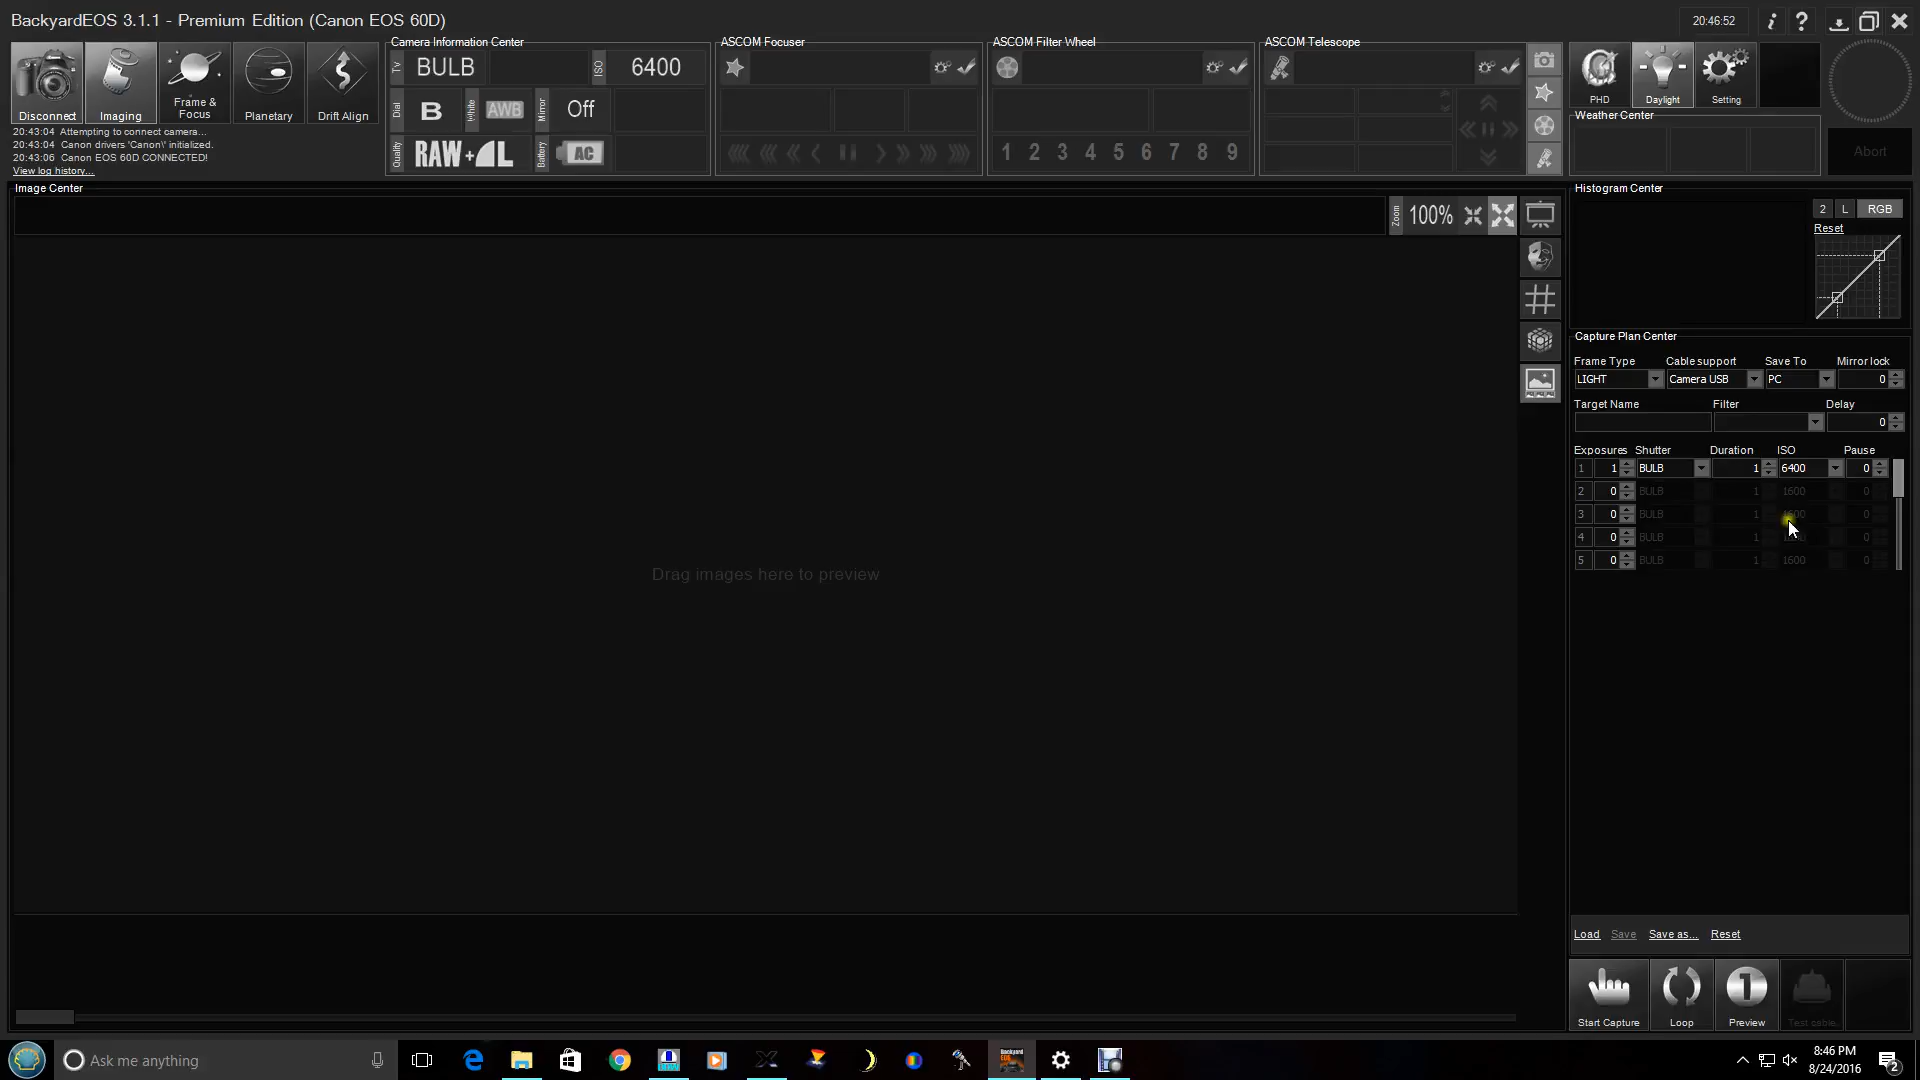 BackyardEOS 3.1.1 - Premium Edition (Canon EOS 60D)
20:46:52
Disconnect
Imaging
Frame & Focus
Planetary
Drift Align
20:43:04 Attempting to connect camera...
20:43:04 Canon drivers 'Canon\' initialized.
20:43:06 Canon EOS 60D CONNECTED!
View log history...
Camera Information Center
Tv BULB ISO 6400
Dial B White AWB Mirror Off
Quality RAW+L Battery AC
ASCOM Focuser
ASCOM Filter Wheel
1 2 3 4 5 6 7 8 9
ASCOM Telescope
PHD
Daylight
Setting
Weather Center
Abort
Image Center
Zoom 100%
Drag images here to preview
Histogram Center
2 L RGB
Reset
Capture Plan Center
Frame Type Cable support Save To Mirror lock
LIGHT Camera USB PC 0
Target Name Filter Delay
0
Exposures Shutter Duration ISO Pause
1 1 BULB 1 6400 0
2 0 BULB 1 1600 0
3 0 BULB 1 1600 0
4 0 BULB 1 0
5 0 BULB 1 1600 0
Load Save Save as... Reset
Start Capture
Loop
1
Preview
Test cable...
Ask me anything
Backyard EOS
8:46 PM
8/24/2016
2